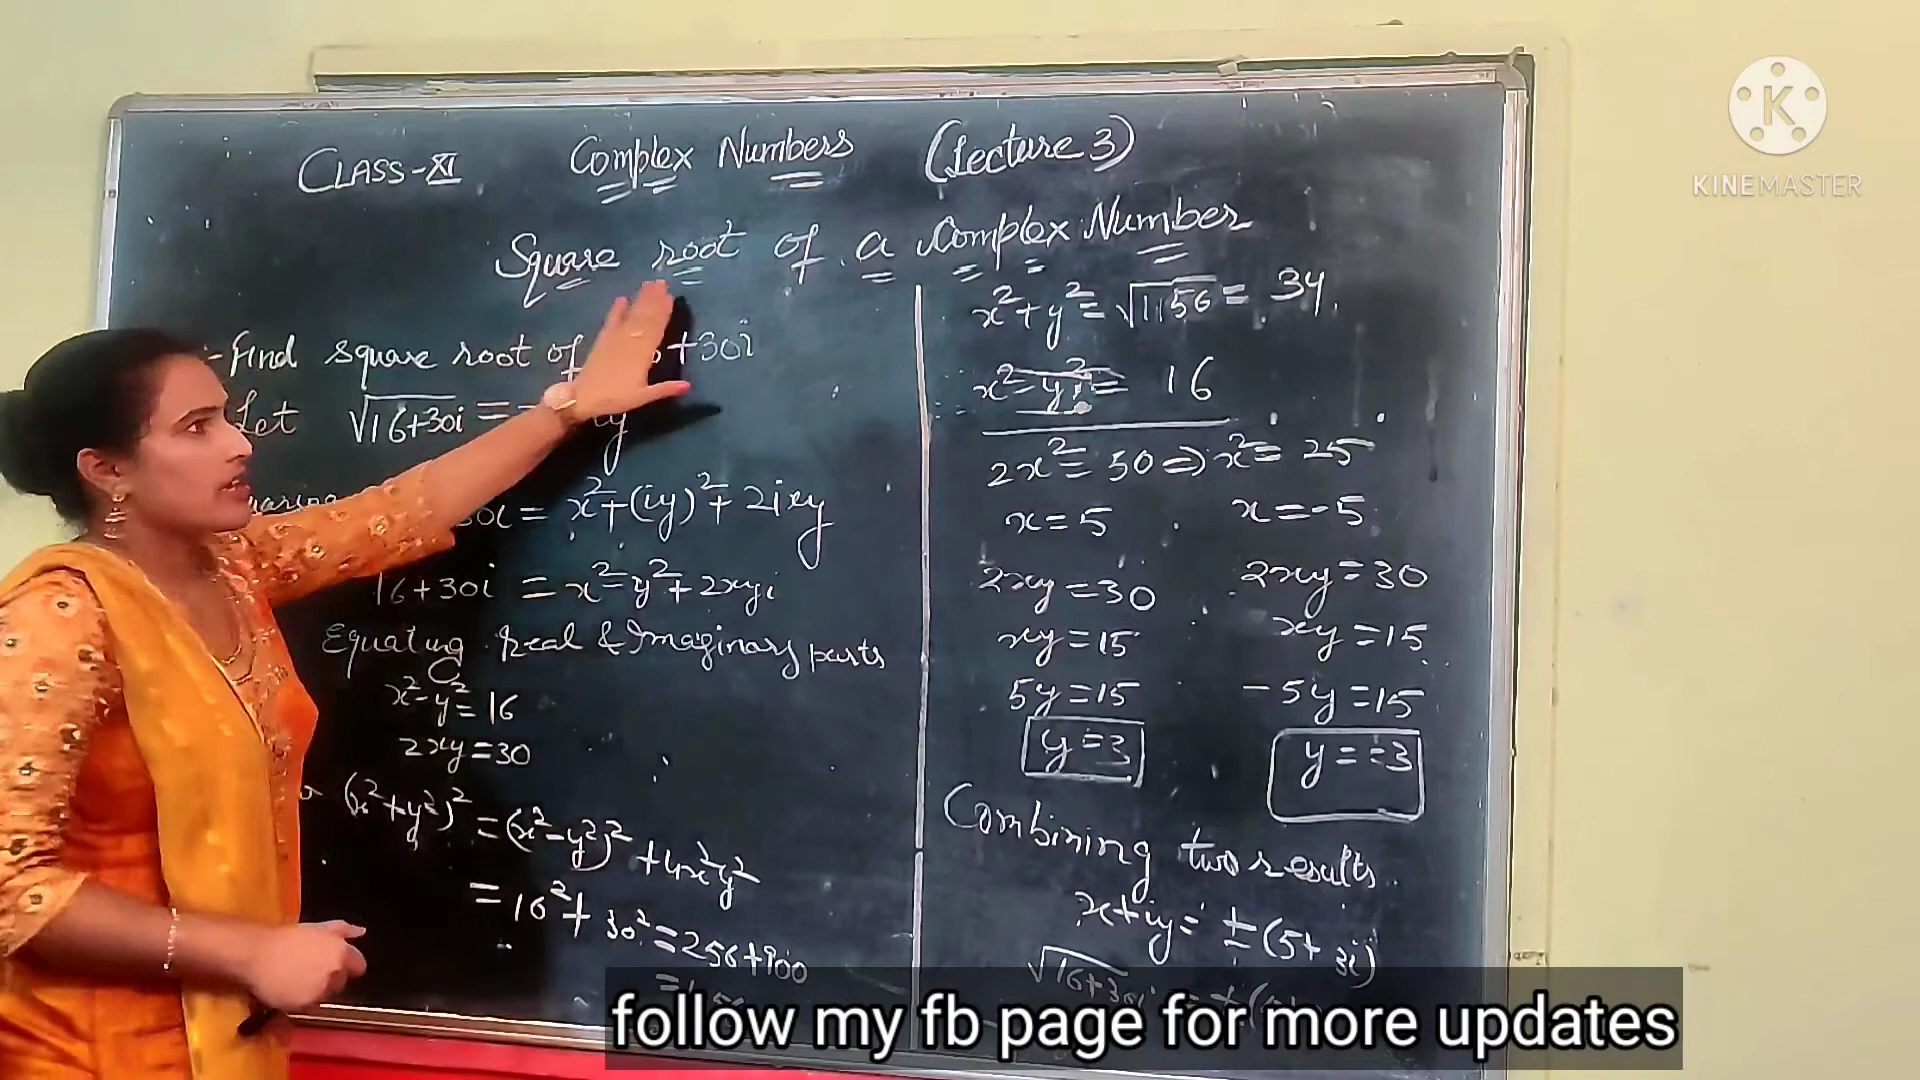 CLASS-XI Complex Numbers (Lecture 3)
Square root of a Complex Number
Find square root of +30i
Let √16+30i =
= x²+(iy)²+2ixy
16+30i = x²-y²+2xyi
Equating Real & Imaginary parts
x²-y²=16
2xy=30
(x²+y²)² = (x²-y²)²+4x²y²
= 16²+30²=256+900
x²+y²=√1156 = 34
x²-y²= 16
2x²=50⇒x²=25
x=5 x=-5
2xy=30 2xy=30
xy=15 xy=15
5y=15 -5y=15
y=3 y=-3
Combining two results
x+iy= ±(5+3i)
√16+30i = ±
KINEMASTER
follow my fb page for more updates